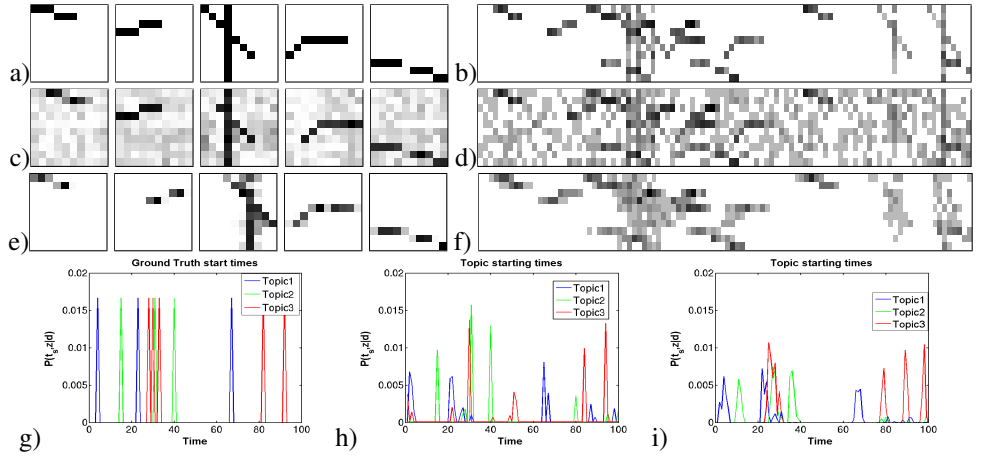 a)
b)
c)
d)
e)
f)
Ground Truth start times
Topic starting times
Topic starting times
0.02
0.015
0.01
0.005
0
P(t_s,z|d)
Topic1
Topic2
Topic3
0 20 40 60 80 100
Time
g)
0.02
0.015
0.01
0.005
0
P(t_s,z|d)
Topic1
Topic2
Topic3
0 20 40 60 80 100
Time
h)
0.02
0.015
0.01
0.005
0
P(t_s,z|d)
Topic1
Topic2
Topic3
0 20 40 60 80 100
Time
i)